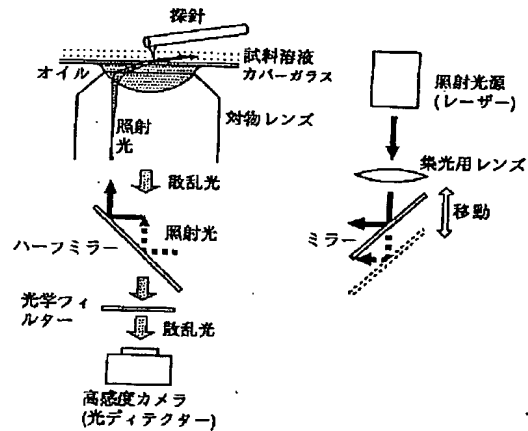 探針
試料溶液
オイル
カバーガラス
照射
光
対物レンズ
照射光源
(レーザー)
集光用レンズ
散乱光
移動
照射光
ミラー
ハーフミラー
光学フィ
ルター
散乱光
高感度カメラ
(光ディテクター)